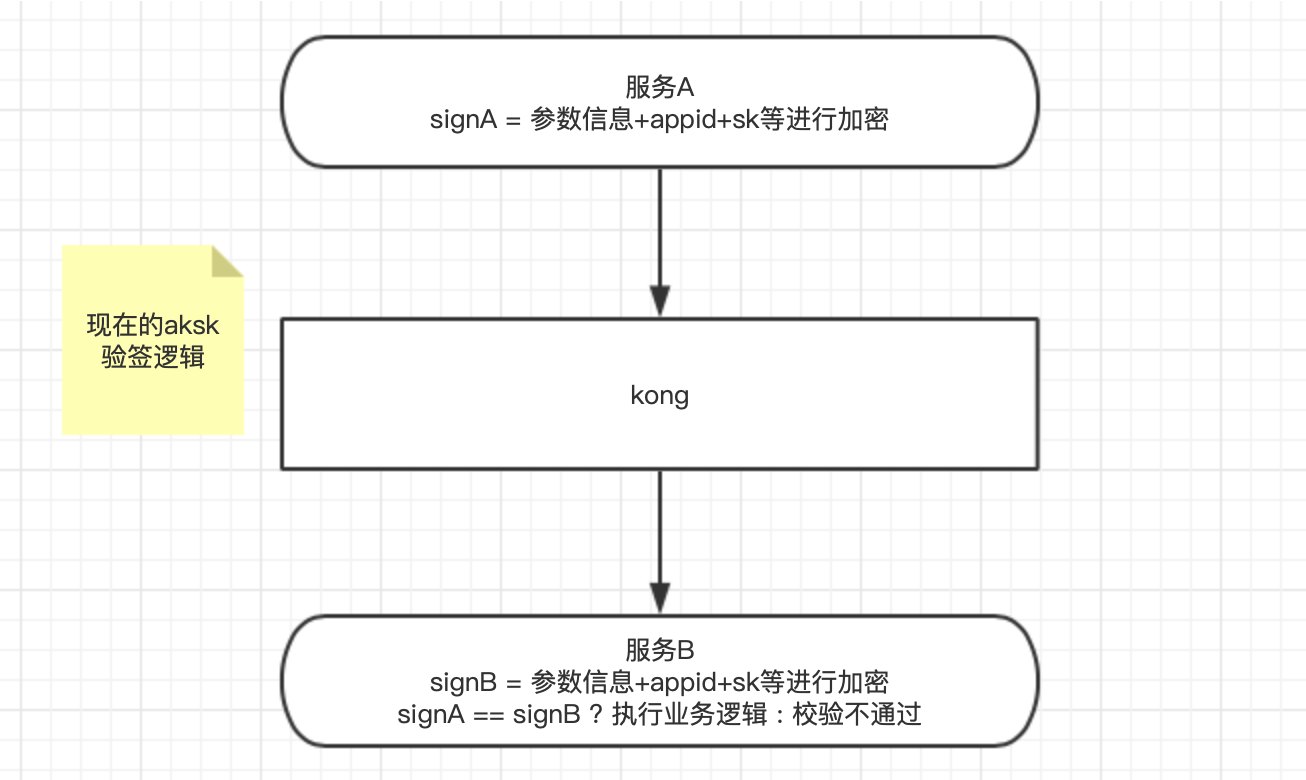 服务A
signA = 参数信息+appid+sk等进行加密
现在的aksk
验签逻辑
kong
服务B
signB = 参数信息+appid+sk等进行加密
signA == signB ? 执行业务逻辑 : 校验不通过